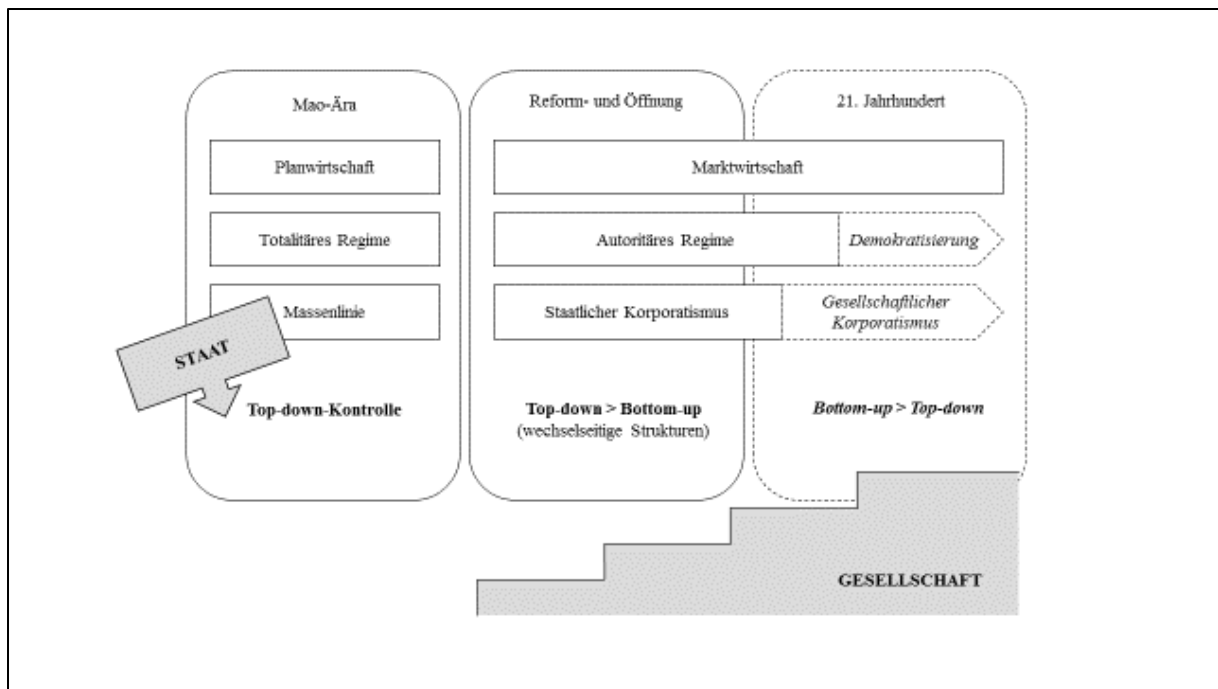 Mao-Ära
Planwirtschaft
Totalitäres Regime
Massenlinie
STAAT
Top-down-Kontrolle
Reform- und Öffnung
21. Jahrhundert
Marktwirtschaft
Autoritäres Regime
Demokratisierung
Staatlicher Korporatismus
Gesellschaftlicher
Korporatismus
Top-down > Bottom-up
(wechselseitige Strukturen)
Bottom-up > Top-down
GESELLSCHAFT